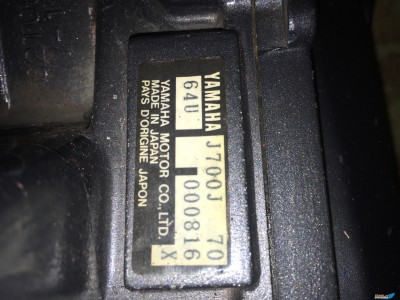 YAMAHA J700J 70
64U 000816
YAMAHA MOTOR CO., LTD. X
MADE IN JAPAN
PAYS D'ORIGINE JAPON